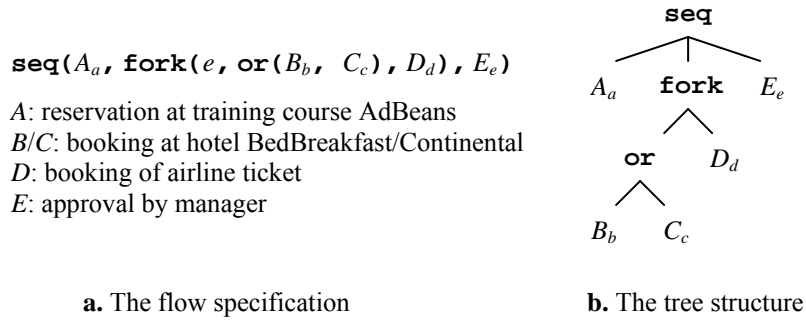 seq(Aa, fork(e, or(Bb, Cc), Dd), Ee)
A: reservation at training course AdBeans
B/C: booking at hotel BedBreakfast/Continental
D: booking of airline ticket
E: approval by manager
a. The flow specification
seq
Aa fork Ee
or Dd
Bb Cc
b. The tree structure